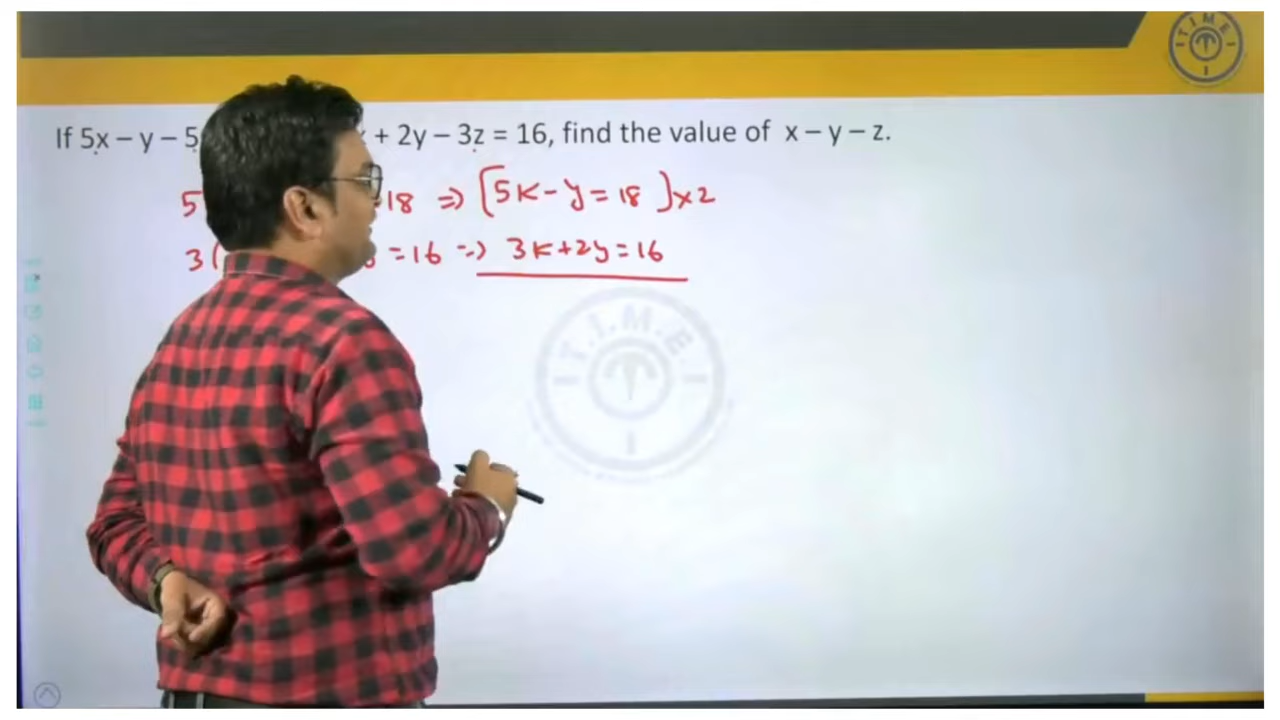 TIME
If 5x – y – 5 + 2y – 3z = 16, find the value of x – y – z.
5 18 => [5k - y = 18 ] x 2
3( = 16 => 3k + 2y = 16
T.I.M.E